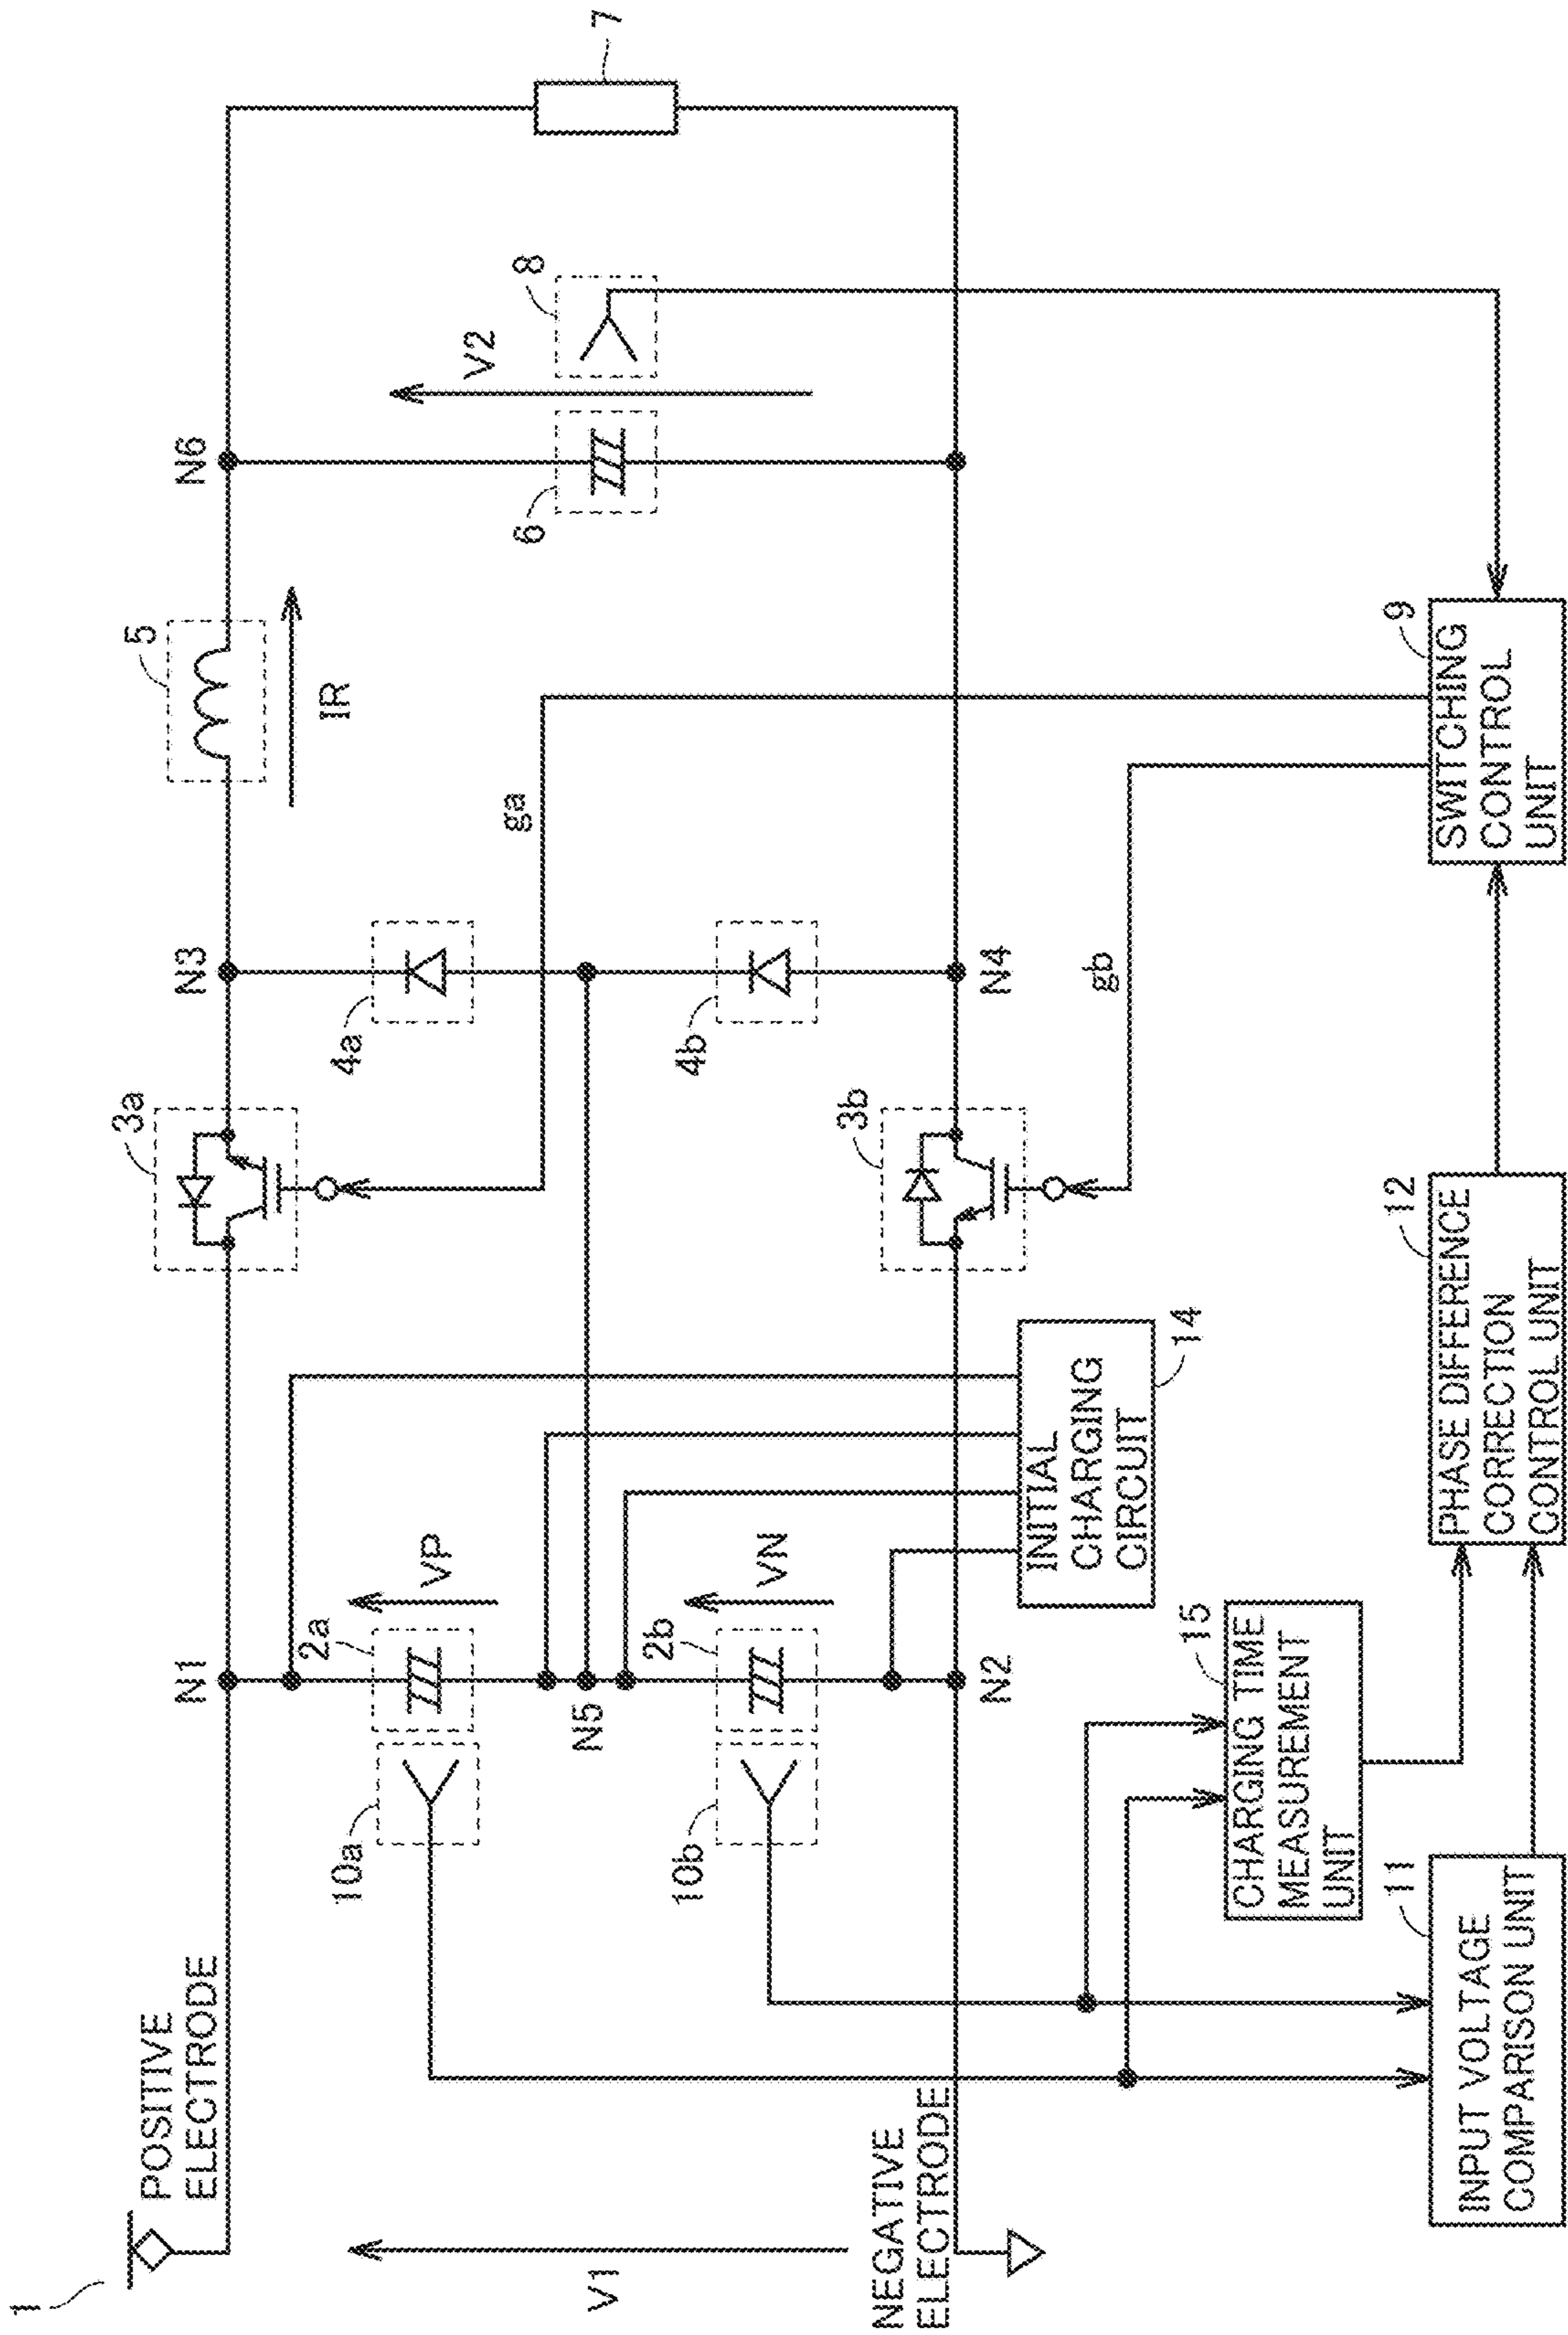 1
POSITIVE
ELECTRODE
V1
NEGATIVE
ELECTRODE
N1
2a
VP
10a
N5
2b
VN
10b
N2
3a
N3
4a
4b
3b
N4
5
IR
ga
gb
N6
6
V2
8
7
INITIAL
CHARGING
CIRCUIT
14
15
CHARGING TIME
MEASUREMENT
UNIT
11
INPUT VOLTAGE
COMPARISON UNIT
12
PHASE DIFFERENCE
CORRECTION
CONTROL UNIT
9
SWITCHING
CONTROL
UNIT